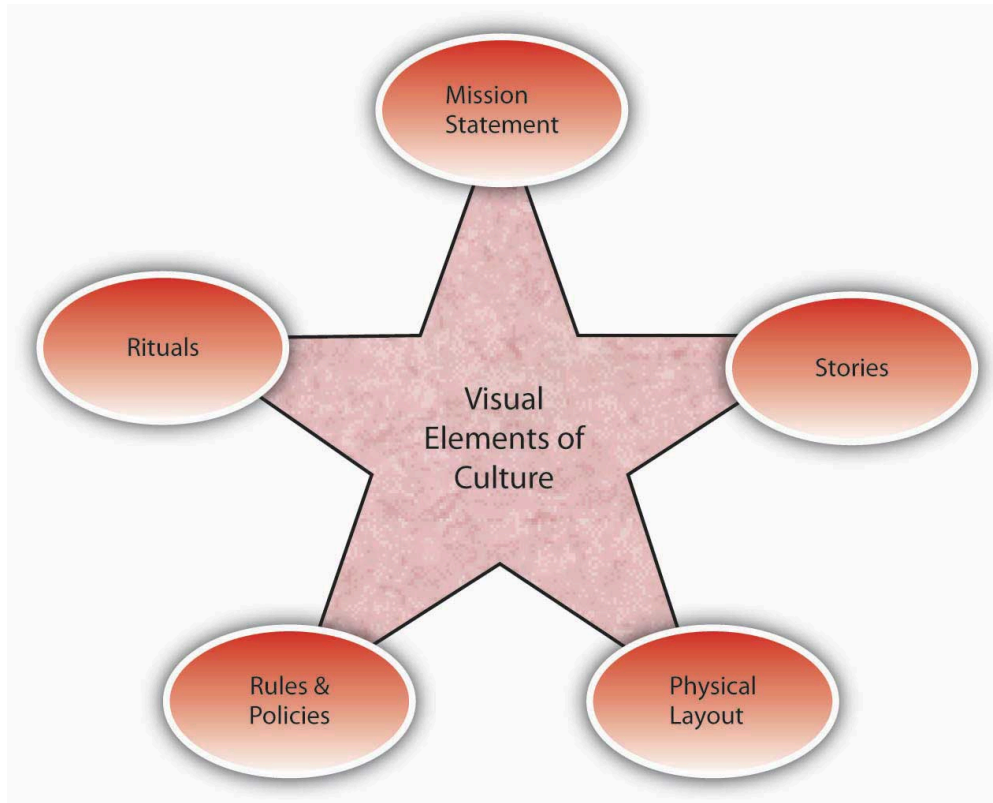 Mission
Statement
Rituals
Stories
Visual
Elements of
Culture
Rules &
Policies
Physical
Layout